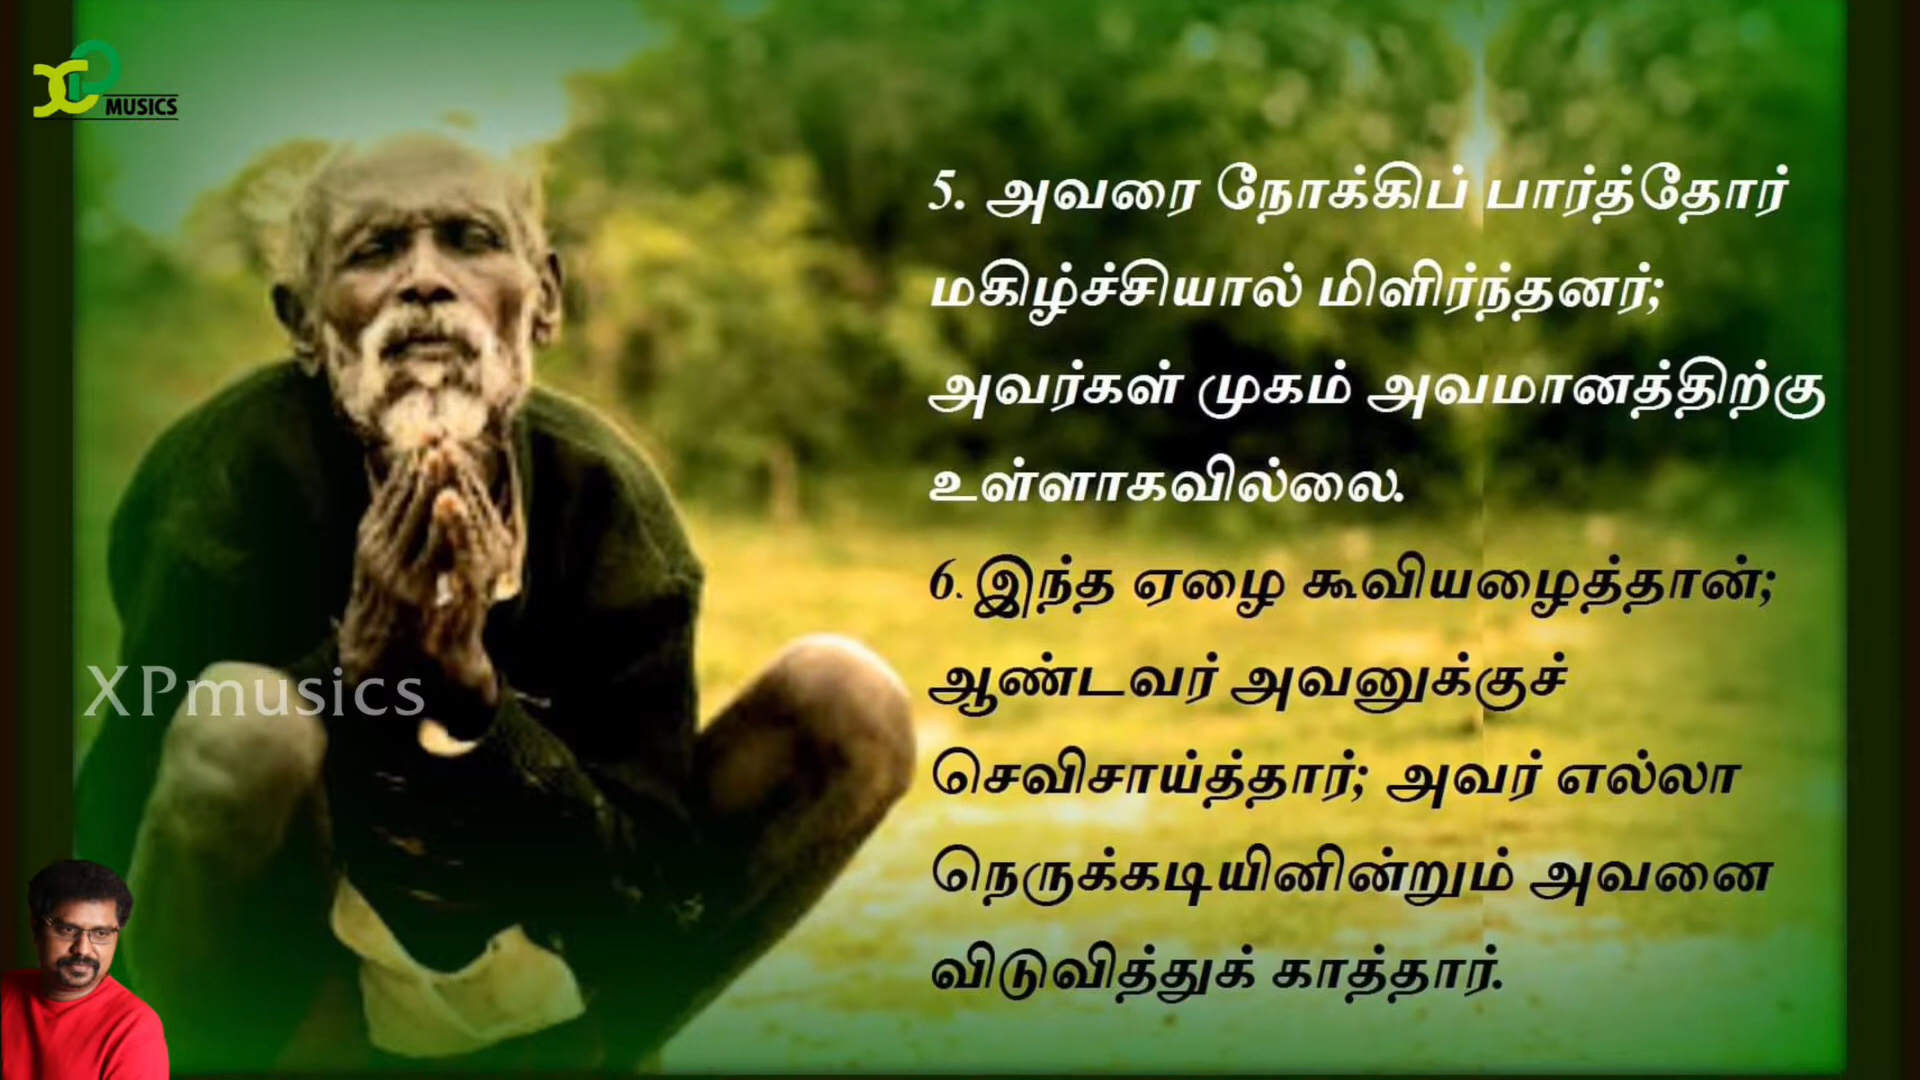 XP MUSICS
5. அவரை நோக்கிப் பார்த்தோர்
மகிழ்ச்சியால் மிளிர்ந்தனர்;
அவர்கள் முகம் அவமானத்திற்கு
உள்ளாகவில்லை.
6. இந்த ஏழை கூவியழைத்தான்;
ஆண்டவர் அவனுக்குச்
செவிசாய்த்தார்; அவர் எல்லா
நெருக்கடியினின்றும் அவனை
விடுவித்துக் காத்தார்.
XPmusics